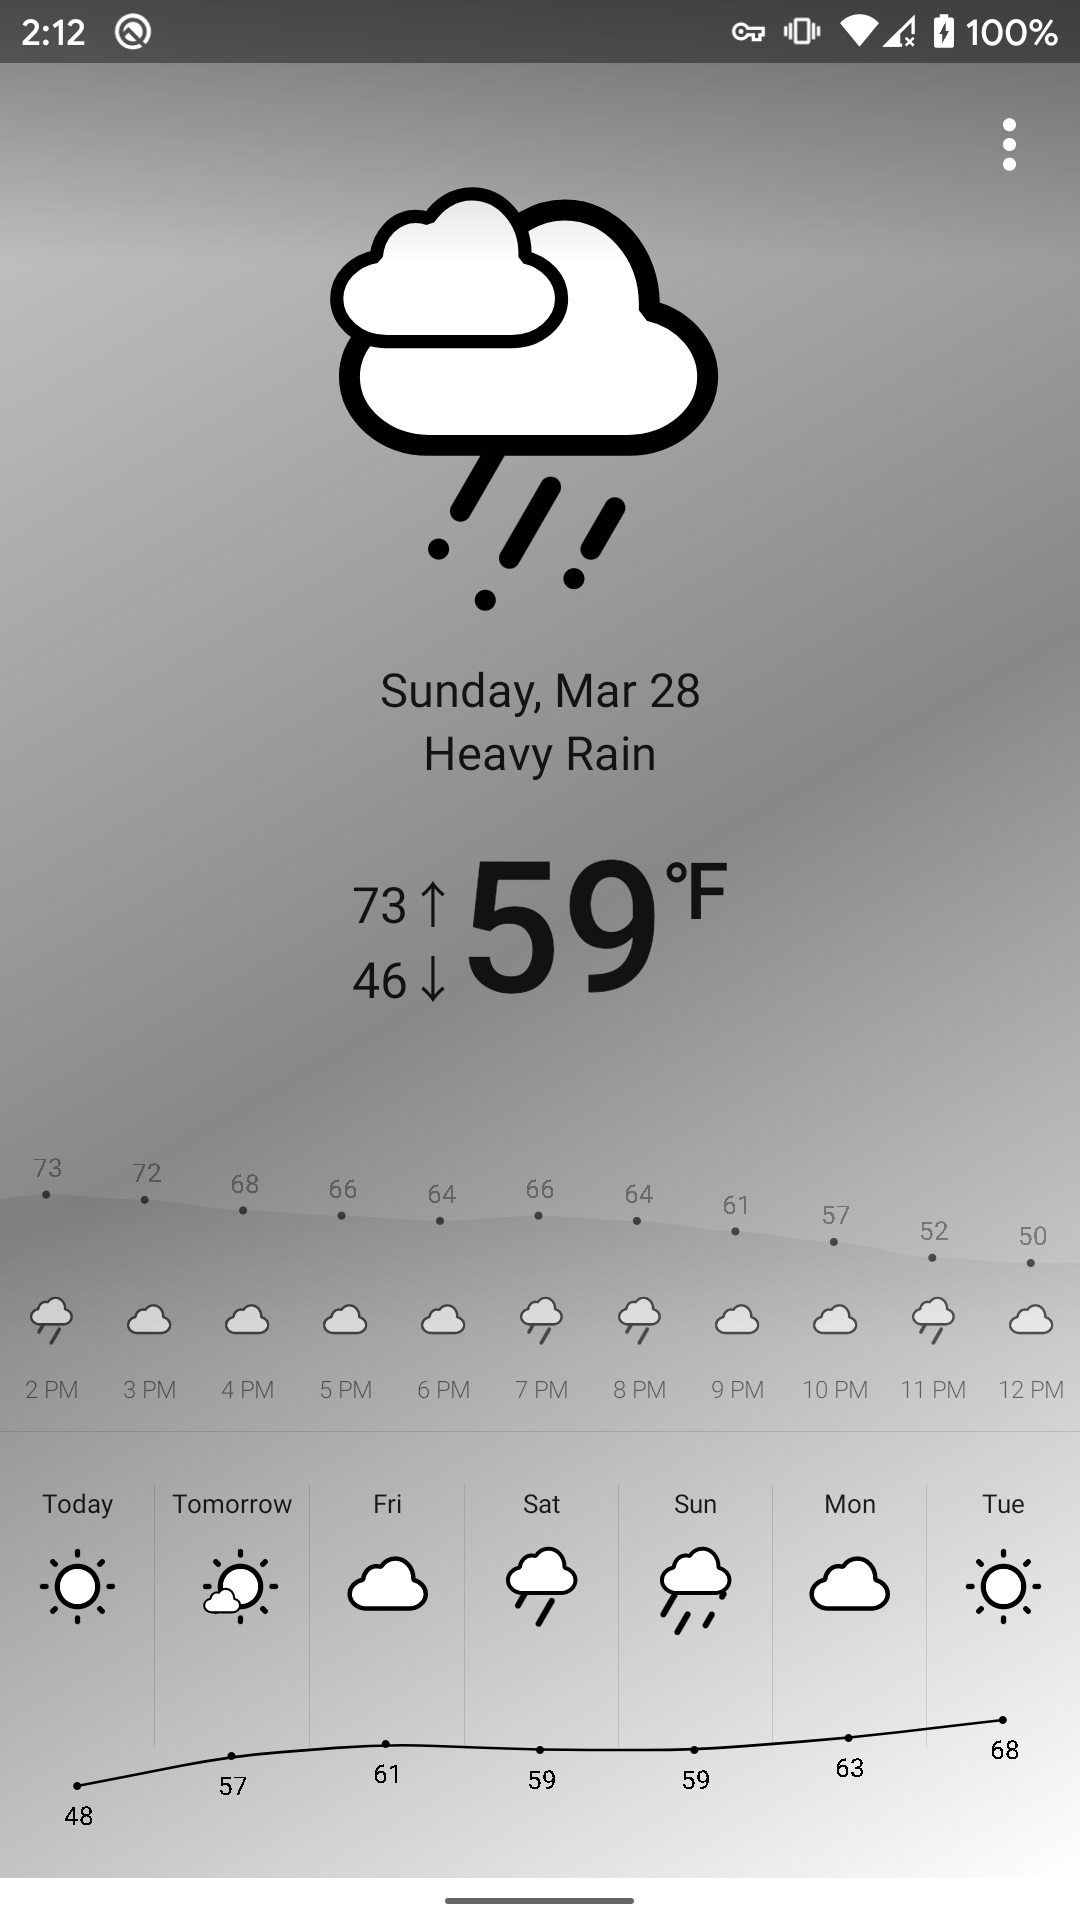 2:12 100%
Sunday, Mar 28
Heavy Rain
73↑ 59 °F
46↓
73 72 68 66 64 66 64 61 57 52 50
2 PM 3 PM 4 PM 5 PM 6 PM 7 PM 8 PM 9 PM 10 PM 11 PM 12 PM
Today Tomorrow Fri Sat Sun Mon Tue
48 57 61 59 59 63 68